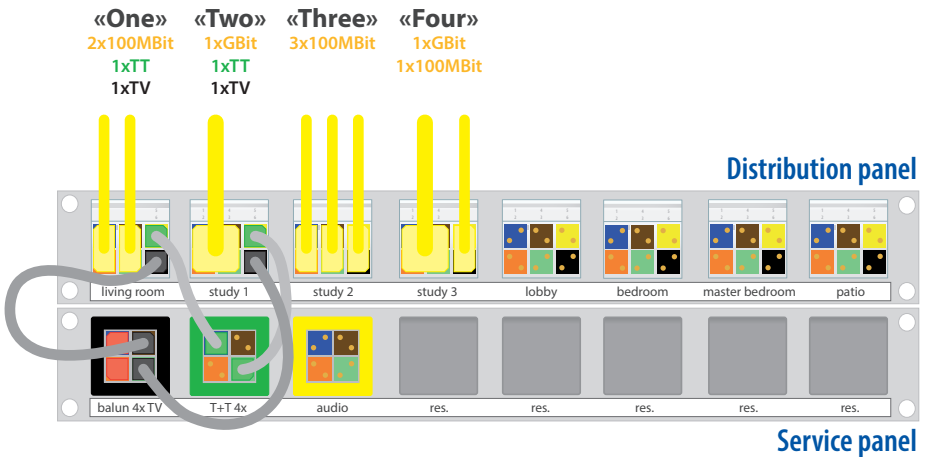 «One» «Two» «Three» «Four»
2x100MBit 1xGBit 3x100MBit 1xGBit
1xTT 1xTT 1x100MBit
1xTV 1xTV
Distribution panel
living room study 1 study 2 study 3 lobby bedroom master bedroom patio
balun 4x TV T+T 4x audio res. res. res. res. res.
Service panel